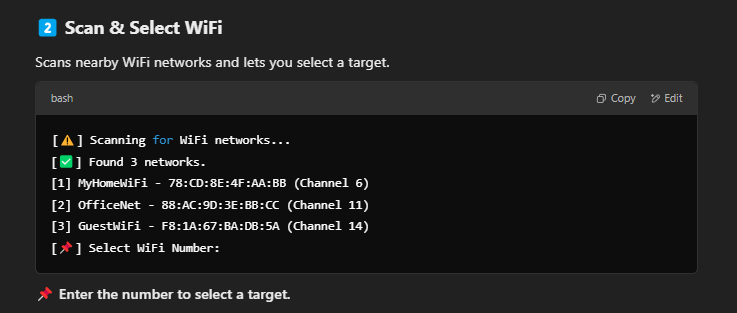 2 Scan & Select WiFi
Scans nearby WiFi networks and lets you select a target.
bash Copy Edit
[⚠️] Scanning for WiFi networks...
[✅] Found 3 networks.
[1] MyHomeWiFi - 78:CD:8E:4F:AA:BB (Channel 6)
[2] OfficeNet - 88:AC:9D:3E:BB:CC (Channel 11)
[3] GuestWiFi - F8:1A:67:BA:DB:5A (Channel 14)
[📌] Select WiFi Number:
📌 Enter the number to select a target.